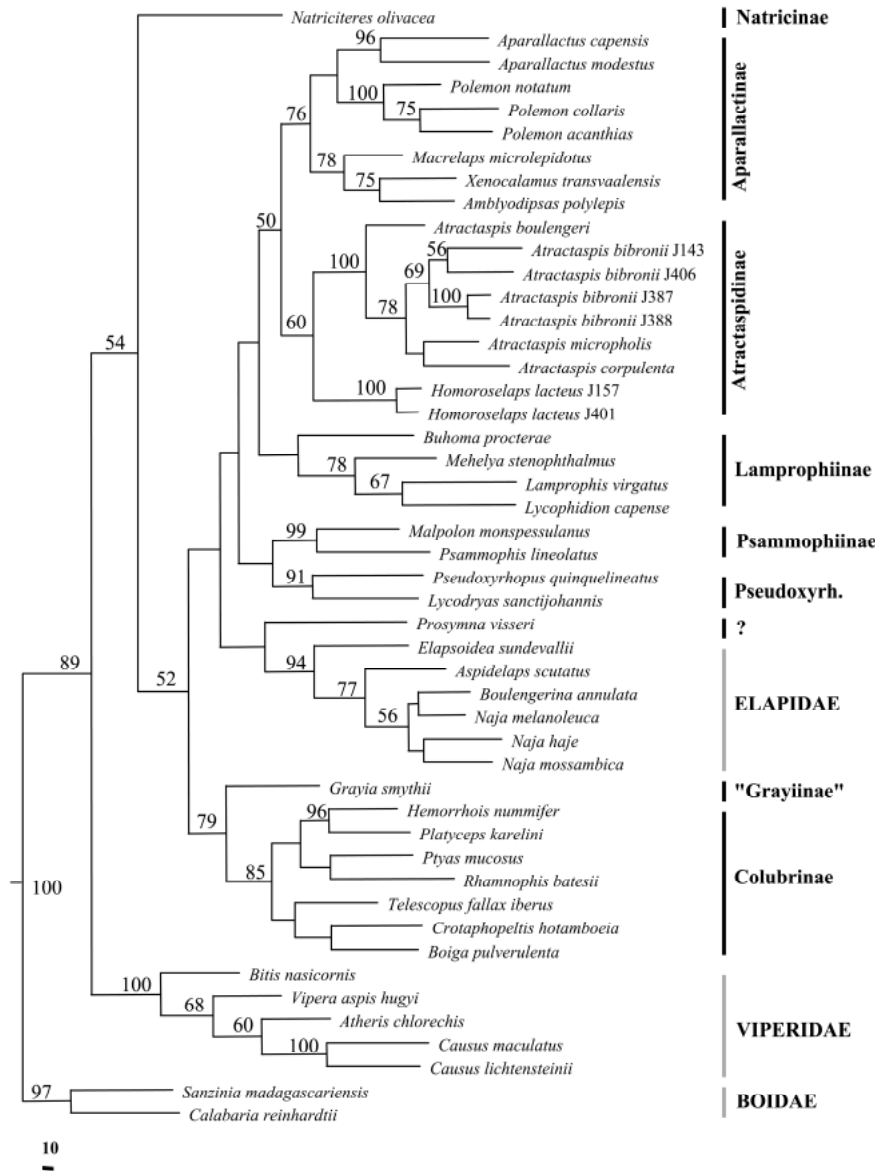 Natriciteres olivacea
Natricinae
96
Aparallactus capensis
Aparallactus modestus
Polemon notatum
100
75
Polemon collaris
Polemon acanthias
76
Macrelaps microlepidotus
78
75
Xenocalamus transvaalensis
Amblyodipsas polylepis
Aparallactinae
50
Atractaspis boulengeri
100
56
Atractaspis bibronii J143
69
Atractaspis bibronii J406
100
Atractaspis bibronii J387
78
Atractaspis bibronii J388
60
Atractaspis micropholis
Atractaspis corpulenta
100
Homoroselaps lacteus J157
Homoroselaps lacteus J401
Atractaspidinae
54
Buhoma procterae
78
Mehelya stenophthalmus
67
Lamprophis virgatus
Lycophidion capense
Lamprophiinae
99
Malpolon monspessulanus
Psammophis lineolatus
Psammophiinae
91
Pseudoxyrhopus quinquelineatus
Lycodryas sanctijohannis
Pseudoxyrh.
Prosymna visseri
?
94
Elapsoidea sundevallii
77
Aspidelaps scutatus
Boulengerina annulata
56
Naja melanoleuca
Naja haje
Naja mossambica
ELAPIDAE
89
52
Grayia smythii
"Grayiinae"
79
96
Hemorrhois nummifer
Platyceps karelini
85
Ptyas mucosus
Rhamnophis batesii
Telescopus fallax iberus
Crotaphopeltis hotamboeia
Boiga pulverulenta
Colubrinae
100
Bitis nasicornis
100
68
Vipera aspis hugyi
60
Atheris chlorechis
100
Causus maculatus
Causus lichtensteinii
VIPERIDAE
97
Sanzinia madagascariensis
Calabaria reinhardtii
BOIDAE
10